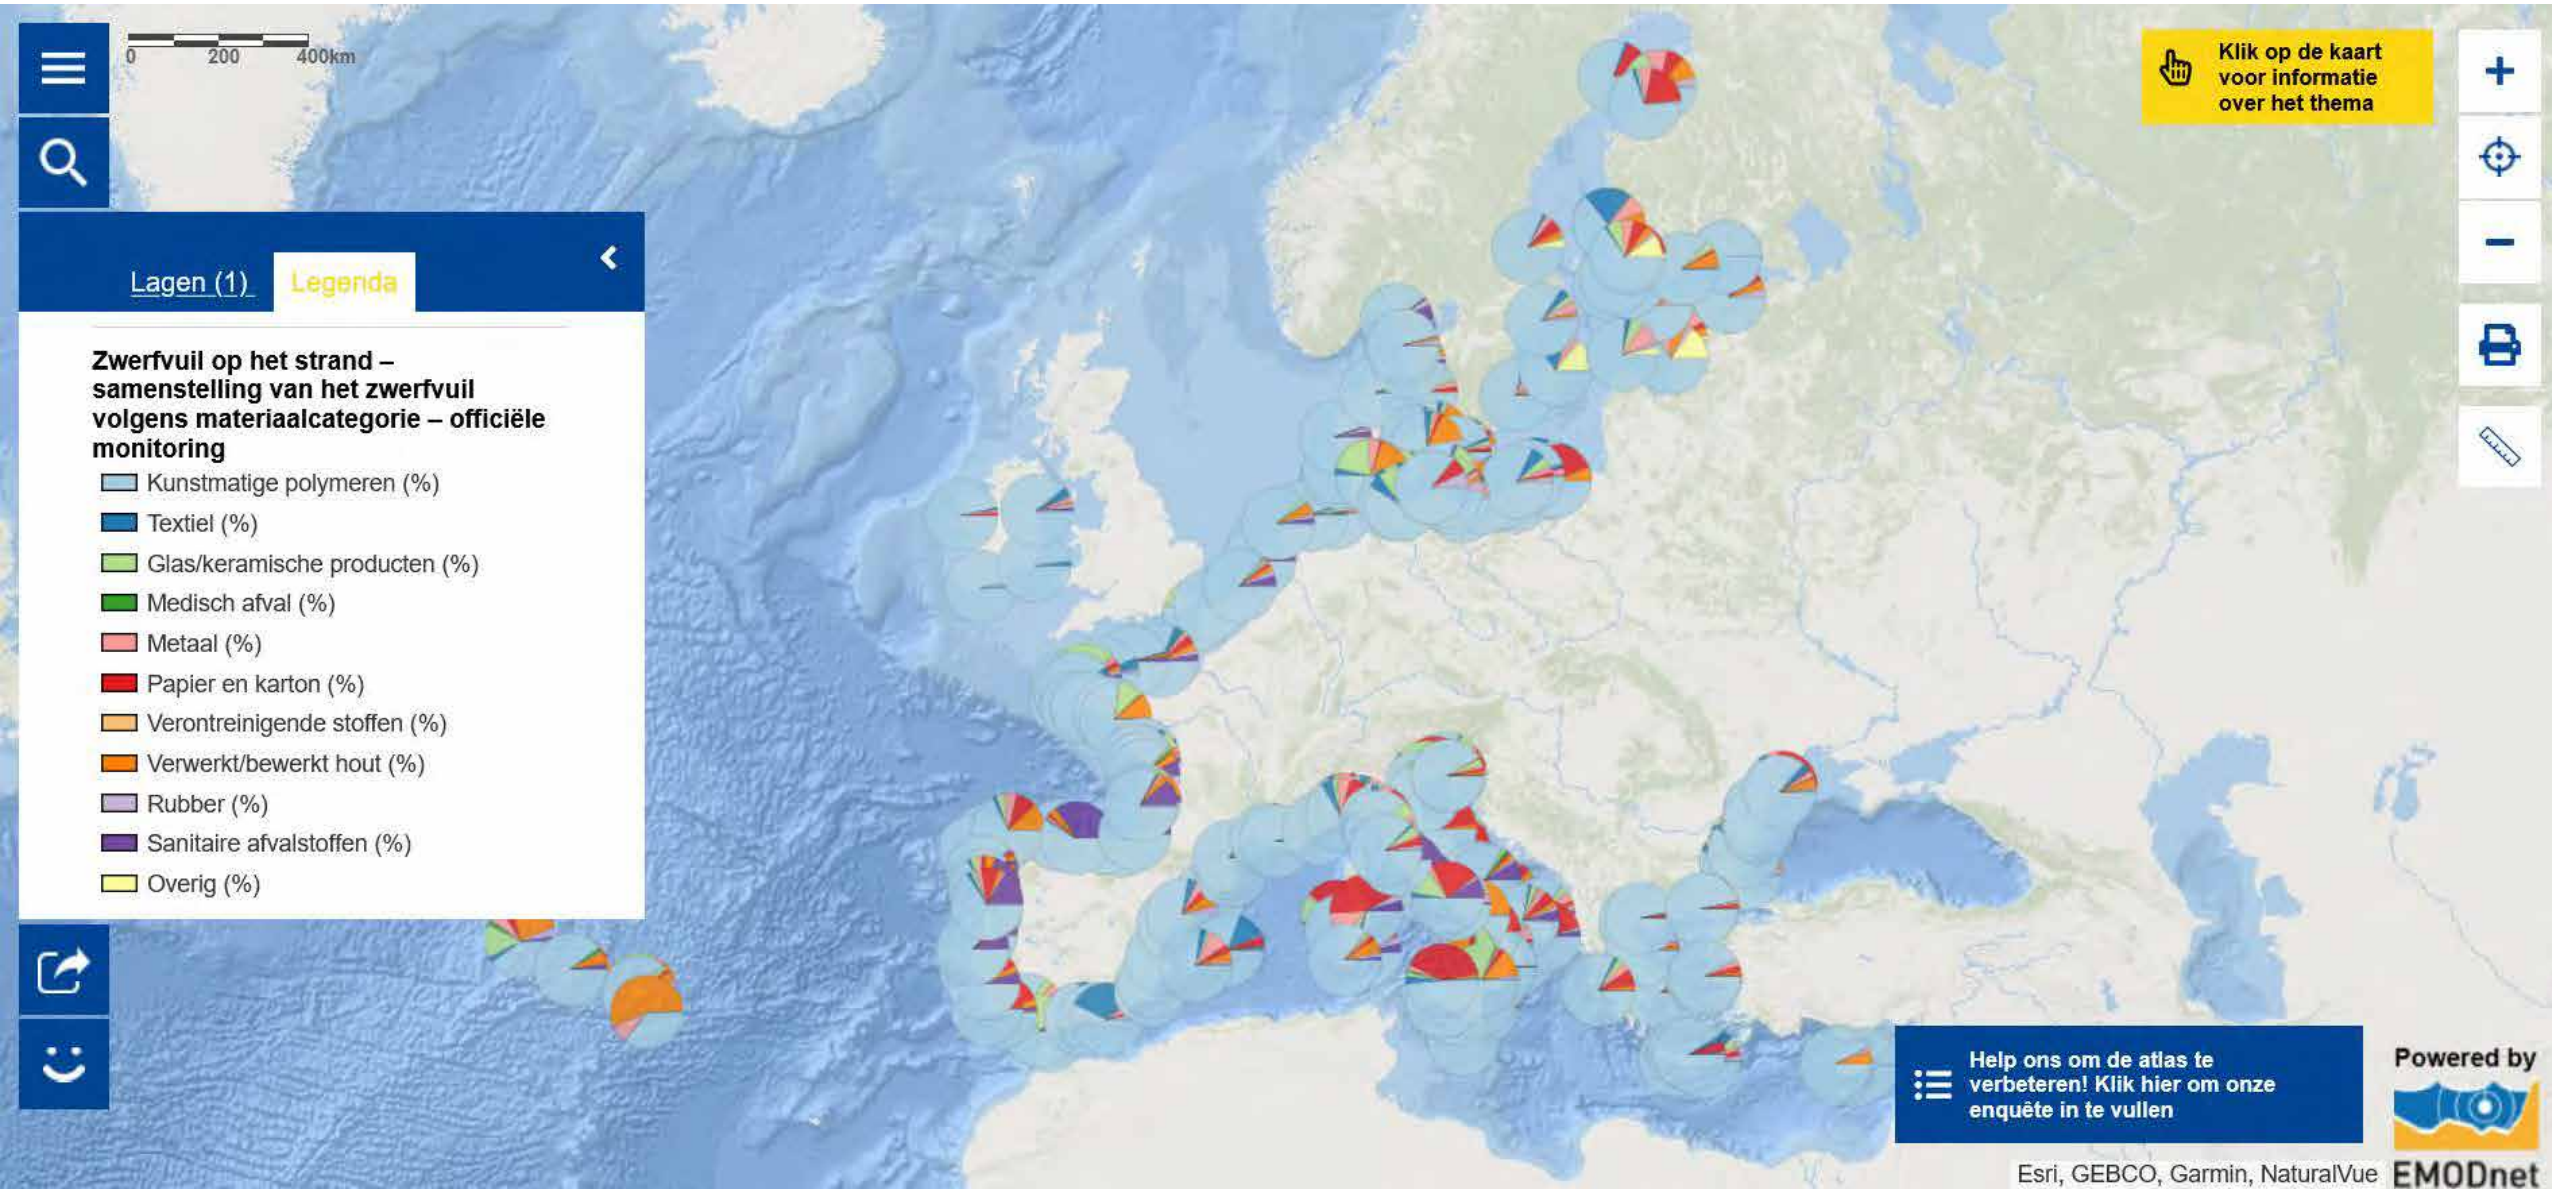 0 200 400km
Klik op de kaart
voor informatie
over het thema
Lagen (1)
Legenda
Zwerfvuil op het strand –
samenstelling van het zwerfvuil
volgens materiaalcategorie – officiële
monitoring
Kunstmatige polymeren (%)
Textiel (%)
Glas/keramische producten (%)
Medisch afval (%)
Metaal (%)
Papier en karton (%)
Verontreinigende stoffen (%)
Verwerkt/bewerkt hout (%)
Rubber (%)
Sanitaire afvalstoffen (%)
Overig (%)
Help ons om de atlas te
verbeteren! Klik hier om onze
enquête in te vullen
Powered by
EMODnet
Esri, GEBCO, Garmin, NaturalVue